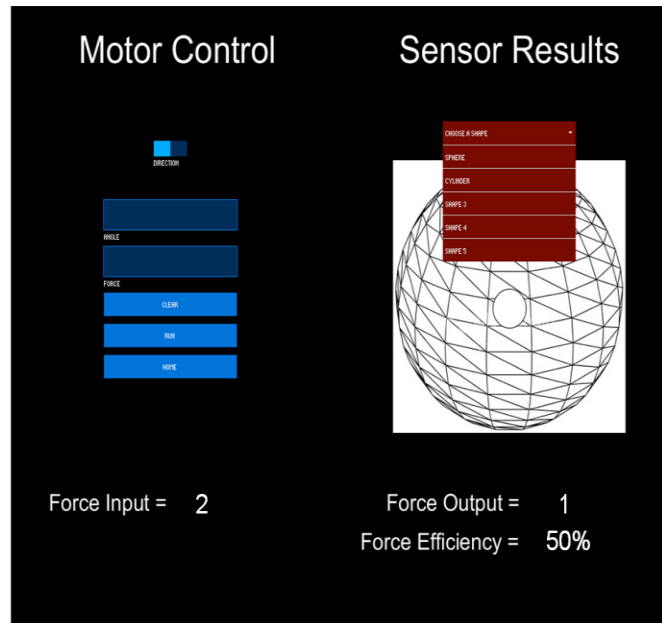 Motor Control
DIRECTION
ANGLE
FORCE
CLEAR
RUN
HOME
Force Input = 2
Sensor Results
CHOOSE A SHAPE
SPHERE
CYLINDER
SHAPE 3
SHAPE 4
SHAPE 5
Force Output = 1
Force Efficiency = 50%